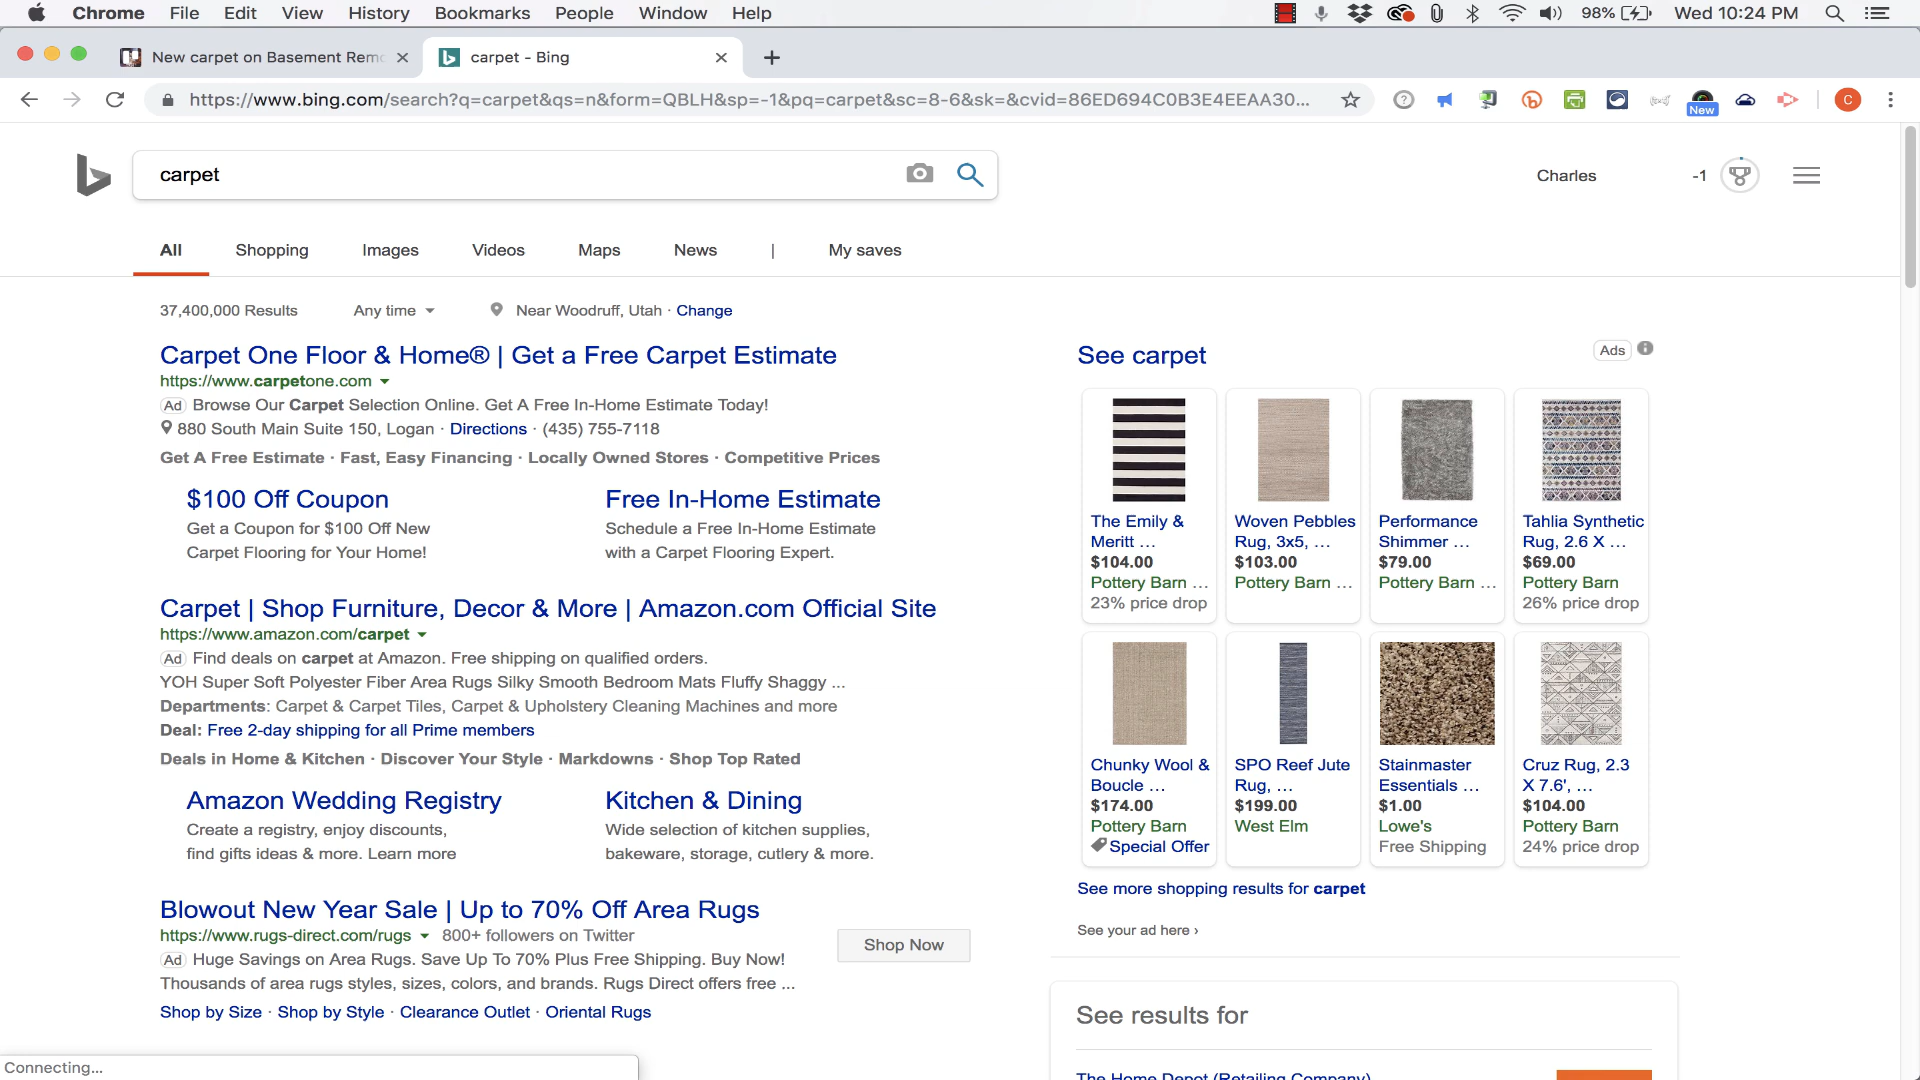 Chrome File Edit View History Bookmarks People Window Help 98% Wed 10:24 PM
New carpet on Basement Remo
carpet - Bing
https://www.bing.com/search?q=carpet&qs=n&form=QBLH&sp=-1&pq=carpet&sc=8-6&sk=&cvid=86ED694C0B3E4EEAA30...
New
C
carpet
Charles -1
All Shopping Images Videos Maps News | My saves
37,400,000 Results Any time Near Woodruff, Utah · Change
Carpet One Floor & Home® | Get a Free Carpet Estimate
https://www.carpetone.com
Ad Browse Our Carpet Selection Online. Get A Free In-Home Estimate Today!
880 South Main Suite 150, Logan · Directions · (435) 755-7118
Get A Free Estimate · Fast, Easy Financing · Locally Owned Stores · Competitive Prices
$100 Off Coupon
Get a Coupon for $100 Off New
Carpet Flooring for Your Home!
Free In-Home Estimate
Schedule a Free In-Home Estimate
with a Carpet Flooring Expert.
Carpet | Shop Furniture, Decor & More | Amazon.com Official Site
https://www.amazon.com/carpet
Ad Find deals on carpet at Amazon. Free shipping on qualified orders.
YOH Super Soft Polyester Fiber Area Rugs Silky Smooth Bedroom Mats Fluffy Shaggy ...
Departments: Carpet & Carpet Tiles, Carpet & Upholstery Cleaning Machines and more
Deal: Free 2-day shipping for all Prime members
Deals in Home & Kitchen · Discover Your Style · Markdowns · Shop Top Rated
Amazon Wedding Registry
Create a registry, enjoy discounts,
find gifts ideas & more. Learn more
Kitchen & Dining
Wide selection of kitchen supplies,
bakeware, storage, cutlery & more.
Blowout New Year Sale | Up to 70% Off Area Rugs
https://www.rugs-direct.com/rugs 800+ followers on Twitter
Ad Huge Savings on Area Rugs. Save Up To 70% Plus Free Shipping. Buy Now!
Thousands of area rugs styles, sizes, colors, and brands. Rugs Direct offers free ...
Shop Now
Shop by Size · Shop by Style · Clearance Outlet · Oriental Rugs
See carpet
Ads
The Emily &
Meritt ...
$104.00
Pottery Barn ...
23% price drop
Woven Pebbles
Rug, 3x5, ...
$103.00
Pottery Barn ...
Performance
Shimmer ...
$79.00
Pottery Barn ...
Tahlia Synthetic
Rug, 2.6 X ...
$69.00
Pottery Barn
26% price drop
Chunky Wool &
Boucle ...
$174.00
Pottery Barn
Special Offer
SPO Reef Jute
Rug, ...
$199.00
West Elm
Stainmaster
Essentials ...
$1.00
Lowe's
Free Shipping
Cruz Rug, 2.3
X 7.6', ...
$104.00
Pottery Barn
24% price drop
See more shopping results for carpet
See your ad here ›
See results for
The Home Depot (Retailing Company)
Connecting...